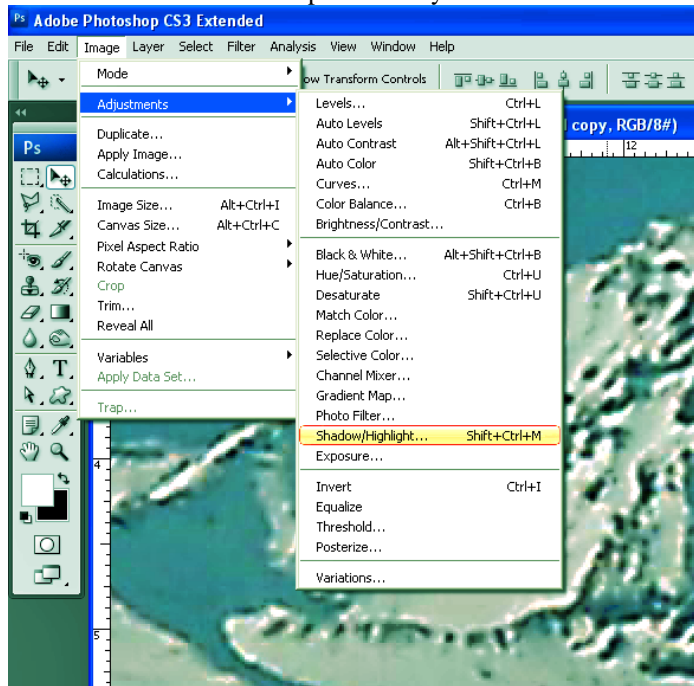 Ps Adobe Photoshop CS3 Extended
File Edit Image Layer Select Filter Analysis View Window Help
Mode
ow Transform Controls
Adjustments
Duplicate...
Apply Image...
Calculations...
Image Size... Alt+Ctrl+I
Canvas Size... Alt+Ctrl+C
Pixel Aspect Ratio
Rotate Canvas
Crop
Trim...
Reveal All
Variables
Apply Data Set...
Trap...
Levels... Ctrl+L
Auto Levels Shift+Ctrl+L
Auto Contrast Alt+Shift+Ctrl+L
Auto Color Shift+Ctrl+B
Curves... Ctrl+M
Color Balance... Ctrl+B
Brightness/Contrast...
Black & White... Alt+Shift+Ctrl+B
Hue/Saturation... Ctrl+U
Desaturate Shift+Ctrl+U
Match Color...
Replace Color...
Selective Color...
Channel Mixer...
Gradient Map...
Photo Filter...
Shadow/Highlight... Shift+Ctrl+M
Exposure...
Invert Ctrl+I
Equalize
Threshold...
Posterize...
Variations...
copy, RGB/8#)
12
Ps
T
4
5